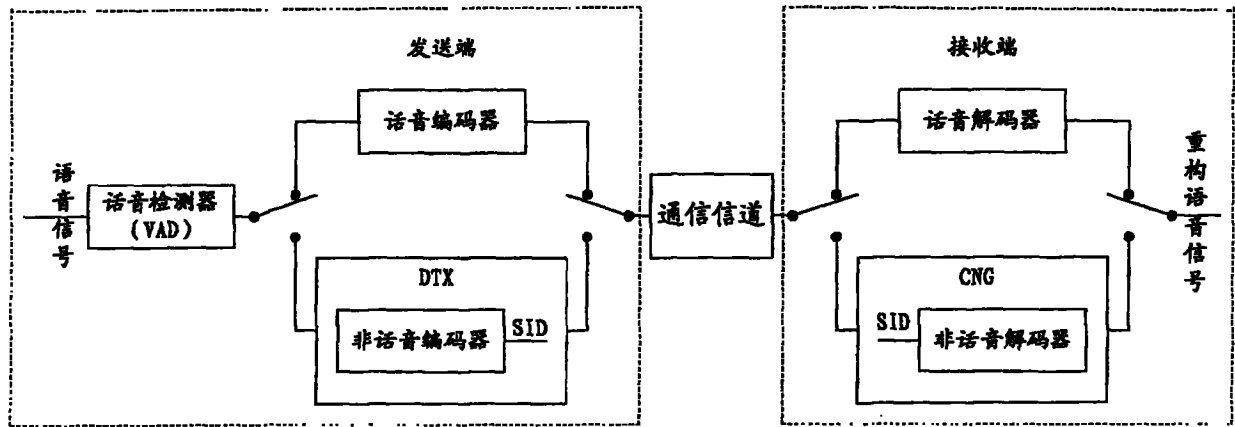 发送端
接收端
话音编码器
话音解码器
语音信号
话音检测器
(VAD)
通信信道
重构语音信号
DTX
非话音编码器
SID
CNG
SID
非话音解码器